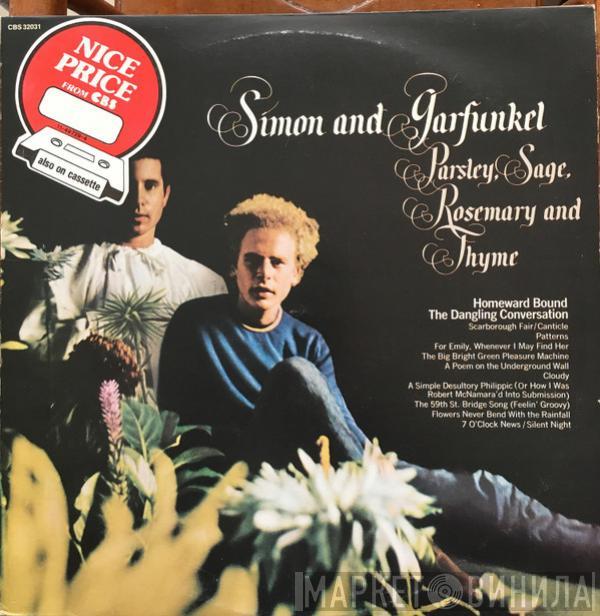 CBS 32031
NICE
PRICE
FROM CBS
also on cassette
Simon and Garfunkel
Parsley, Sage,
Rosemary and
Thyme
Homeward Bound
The Dangling Conversation
Scarborough Fair/Canticle
Patterns
For Emily, Whenever I May Find Her
The Big Bright Green Pleasure Machine
A Poem on the Underground Wall
Cloudy
A Simple Desultory Philippic (Or How I Was
Robert McNamara'd Into Submission)
The 59th St. Bridge Song (Feelin' Groovy)
Flowers Never Bend With the Rainfall
7 O'Clock News / Silent Night
МАРКЕТ ВИНИЛА